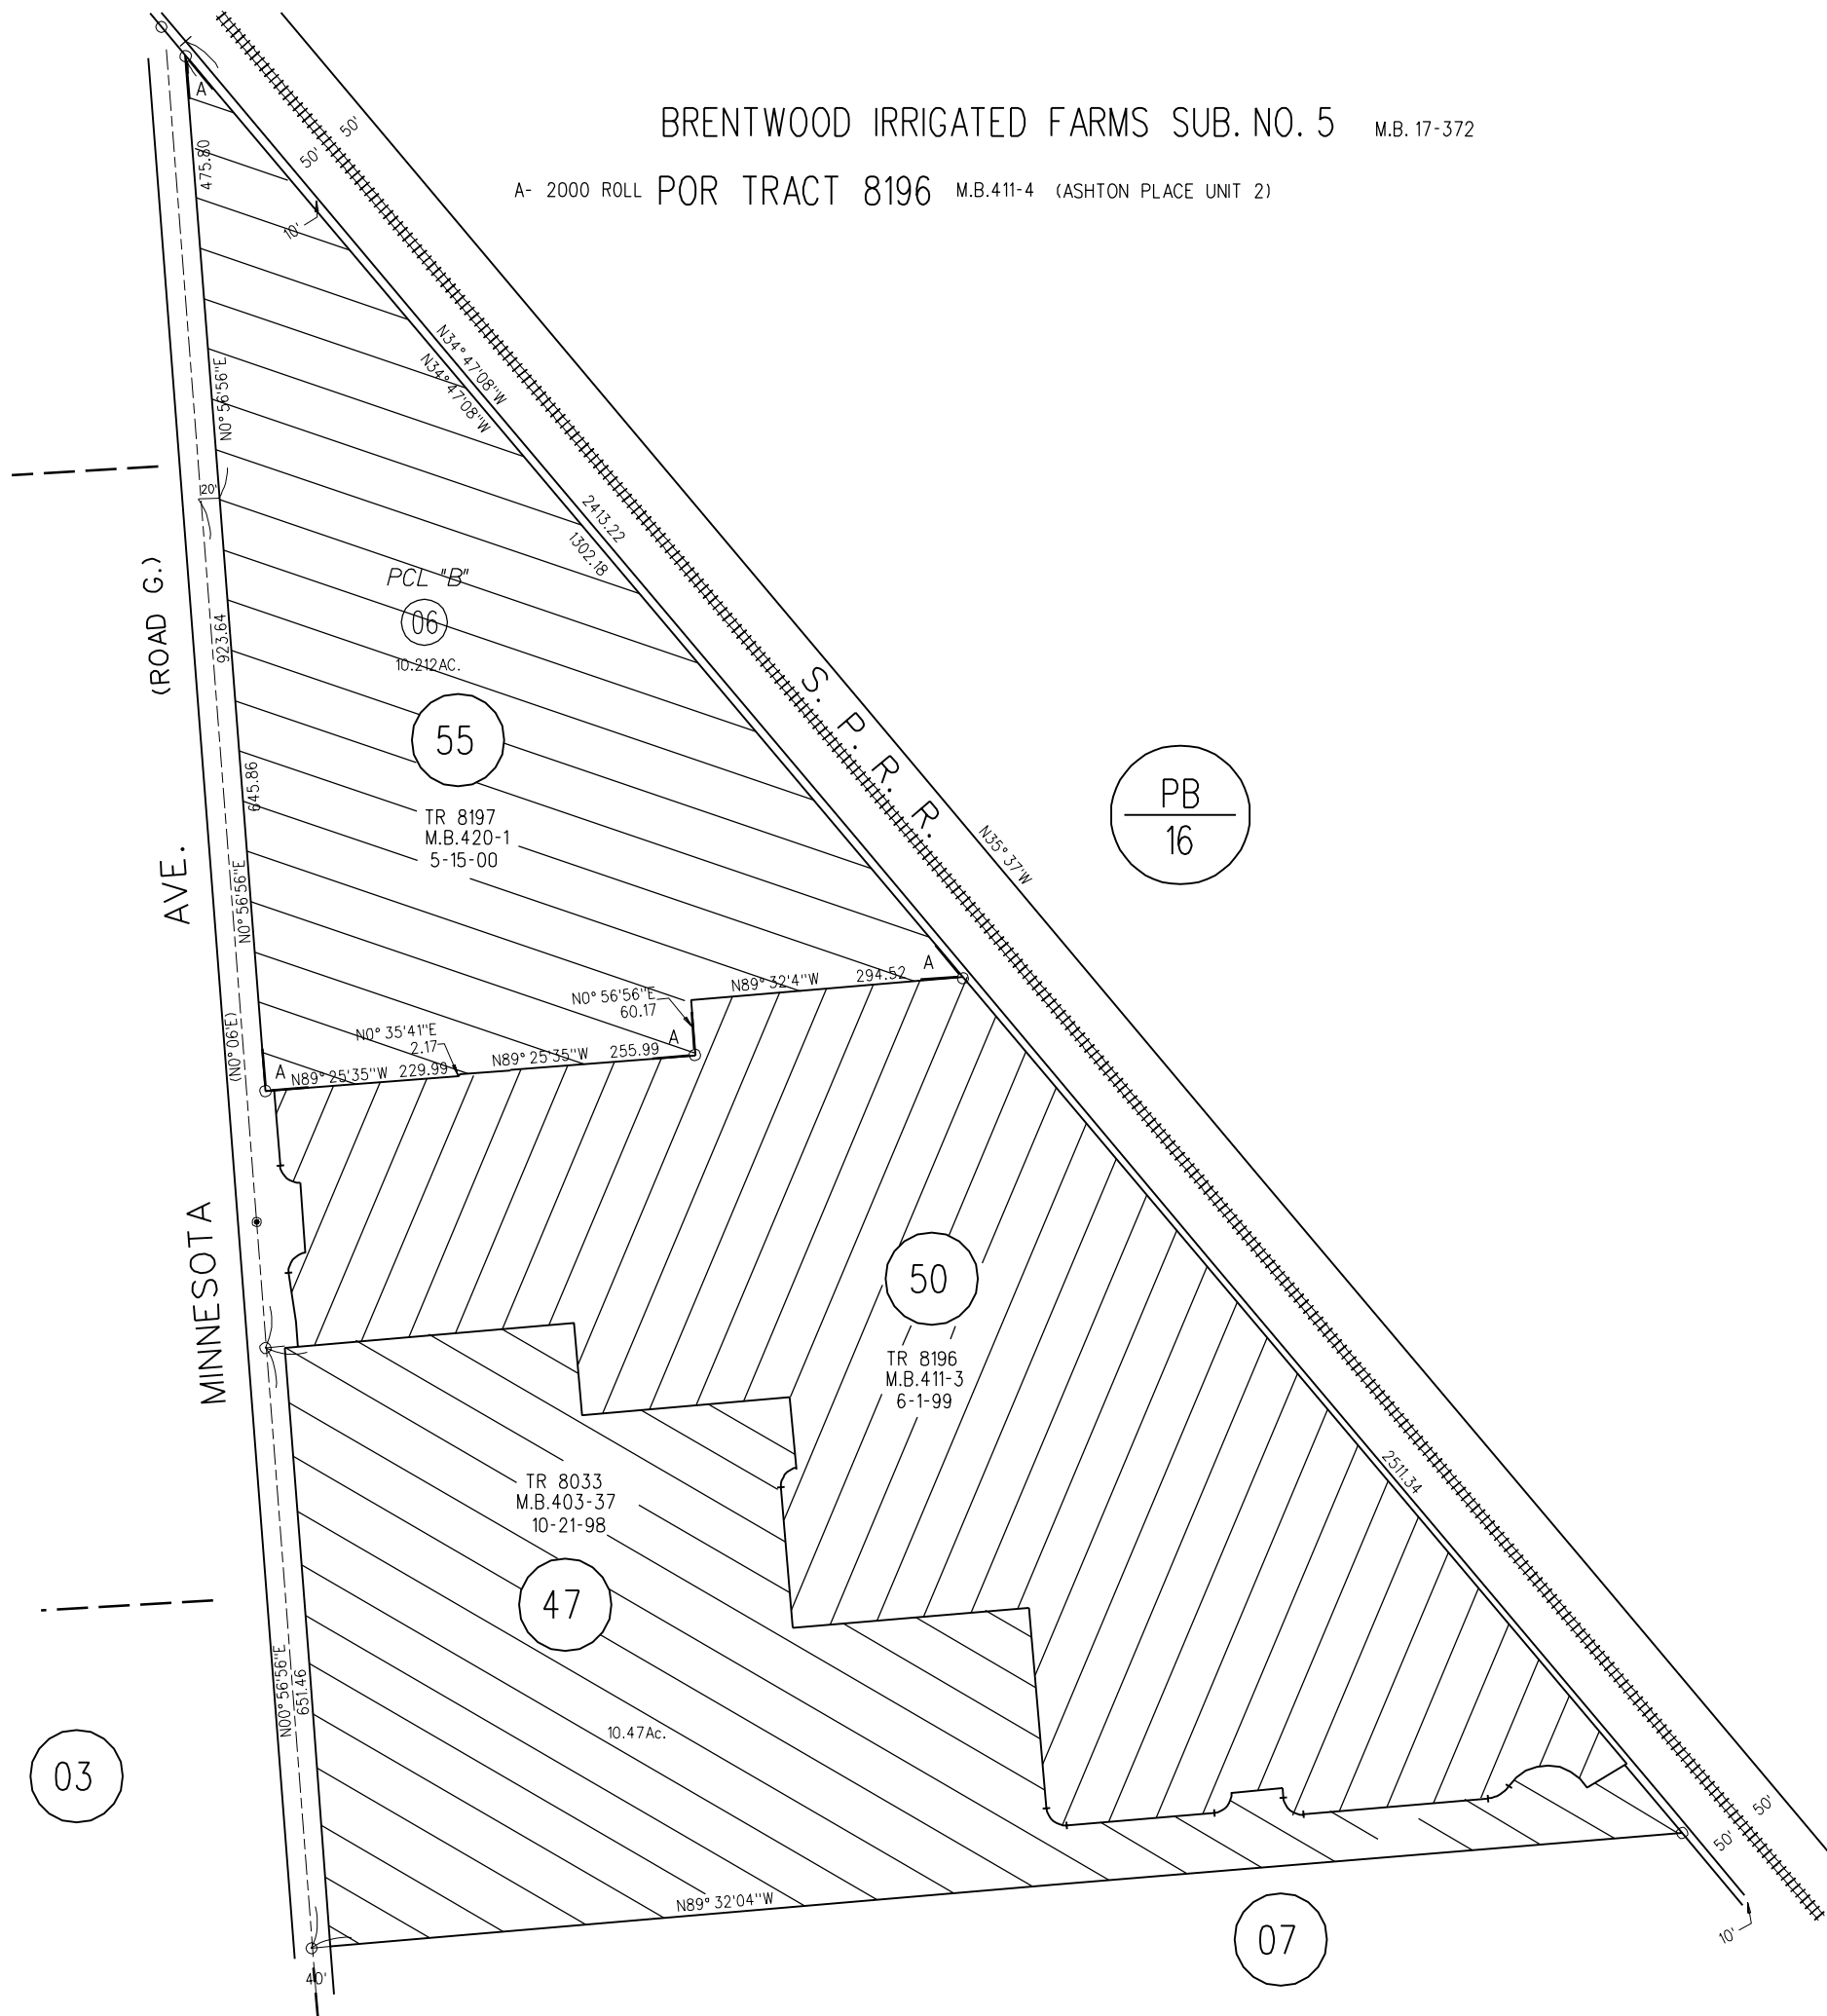 BRENTWOOD IRRIGATED FARMS SUB. NO. 5 M.B. 17-372
A- 2000 ROLL POR TRACT 8196 M.B.411-4 (ASHTON PLACE UNIT 2)
A
50'
50'
10'
475.80
N0°56'56"E
N34°47'08"W
N34°47'08"W
20'
2413.22
1302.18
(ROAD G.)
PCL "B"
06
10.212AC.
923.64
55
S. P. R. R.
645.86
TR 8197
M.B.420-1
5-15-00
PB
16
N35°37'W
AVE.
N0°56'56"E
A
N89°32'4"W 294.52
N0°56'56"E
60.17
A
N0°35'41"E
2.17
N89°25'35"W 255.99
A
N89°25'35"W 229.99
(N0°06'E)
MINNESOTA
50
TR 8196
M.B.411-3
6-1-99
TR 8033
M.B.403-37
10-21-98
2511.34
47
N00°56'56"E
651.46
10.47Ac.
03
50'
50'
N89°32'04"W
07
10'
40'